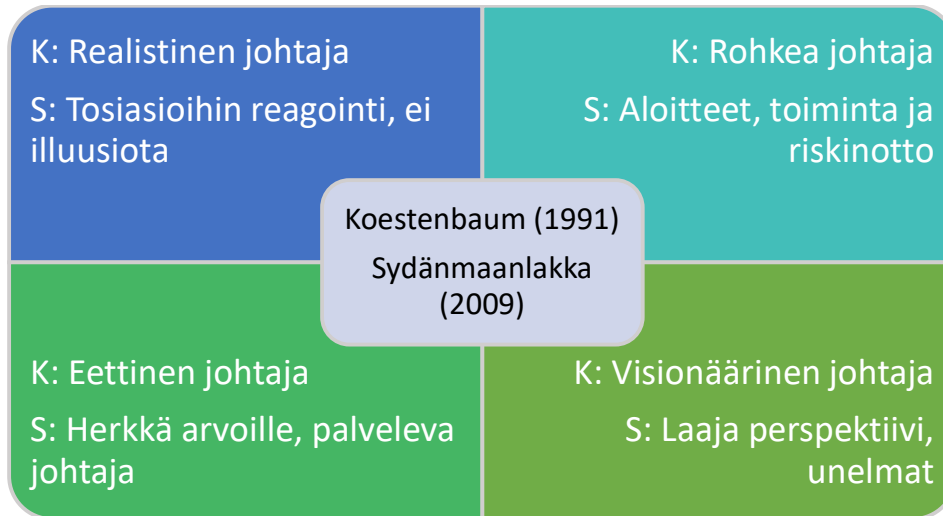 K: Realistinen johtaja
S: Tosiasioihin reagointi, ei
illuusiota
K: Rohkea johtaja
S: Aloitteet, toiminta ja
riskinotto
Koestenbaum (1991)
Sydänmaanlakka
(2009)
K: Eettinen johtaja
S: Herkkä arvoille, palveleva
johtaja
K: Visionäärinen johtaja
S: Laaja perspektiivi,
unelmat